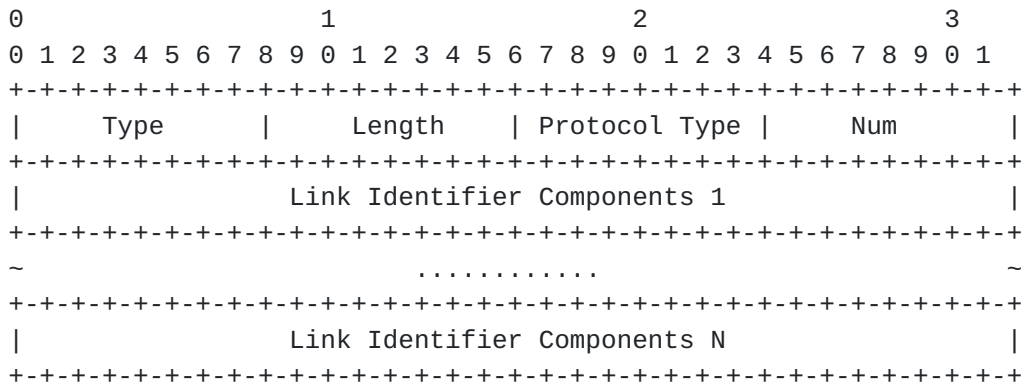 0                   1                   2                   3
0 1 2 3 4 5 6 7 8 9 0 1 2 3 4 5 6 7 8 9 0 1 2 3 4 5 6 7 8 9 0 1
+-+-+-+-+-+-+-+-+-+-+-+-+-+-+-+-+-+-+-+-+-+-+-+-+-+-+-+-+-+-+-+-+
|     Type      |     Length    | Protocol Type |     Num       |
+-+-+-+-+-+-+-+-+-+-+-+-+-+-+-+-+-+-+-+-+-+-+-+-+-+-+-+-+-+-+-+-+
|                 Link Identifier Components 1                  |
+-+-+-+-+-+-+-+-+-+-+-+-+-+-+-+-+-+-+-+-+-+-+-+-+-+-+-+-+-+-+-+-+
~                         ............                          ~
+-+-+-+-+-+-+-+-+-+-+-+-+-+-+-+-+-+-+-+-+-+-+-+-+-+-+-+-+-+-+-+-+
|                 Link Identifier Components N                  |
+-+-+-+-+-+-+-+-+-+-+-+-+-+-+-+-+-+-+-+-+-+-+-+-+-+-+-+-+-+-+-+-+